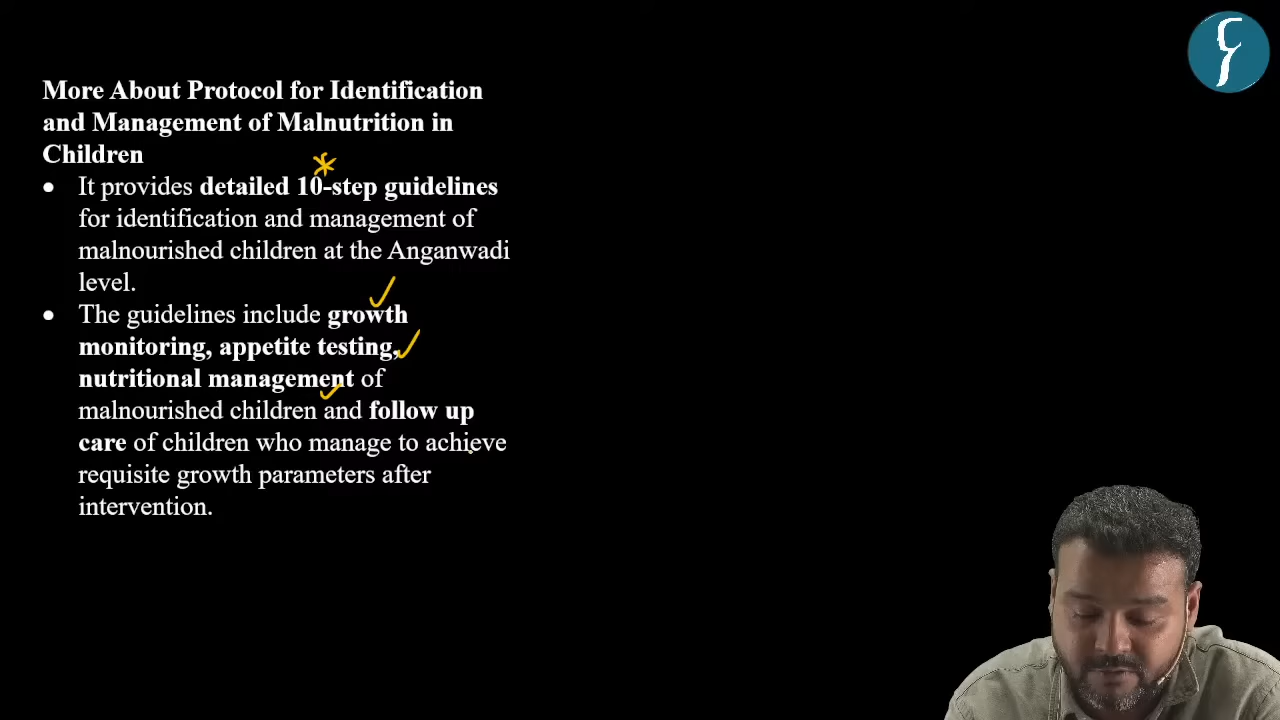 More About Protocol for Identification
and Management of Malnutrition in
Children
• It provides detailed 10-step guidelines
for identification and management of
malnourished children at the Anganwadi
level.
• The guidelines include growth
monitoring, appetite testing,
nutritional management of
malnourished children and follow up
care of children who manage to achieve
requisite growth parameters after
intervention.